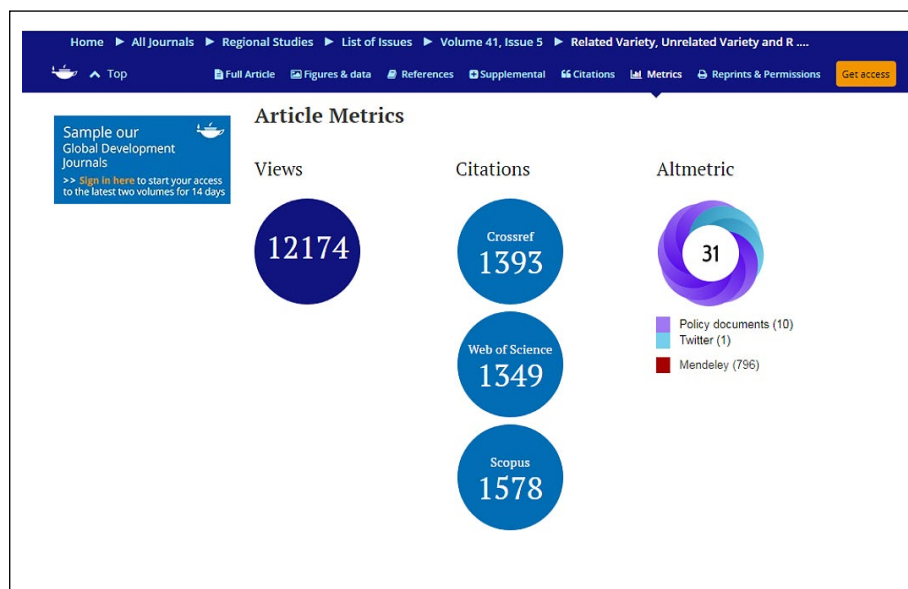 Home ▶ All Journals ▶ Regional Studies ▶ List of Issues ▶ Volume 41, Issue 5 ▶ Related Variety, Unrelated Variety and R ....
Top Full Article Figures & data References Supplemental Citations Metrics Reprints & Permissions Get access
Sample our
Global Development
Journals
>> Sign in here to start your access
to the latest two volumes for 14 days
Article Metrics
Views
12174
Citations
Crossref
1393
Web of Science
1349
Scopus
1578
Altmetric
31
Policy documents (10)
Twitter (1)
Mendeley (796)